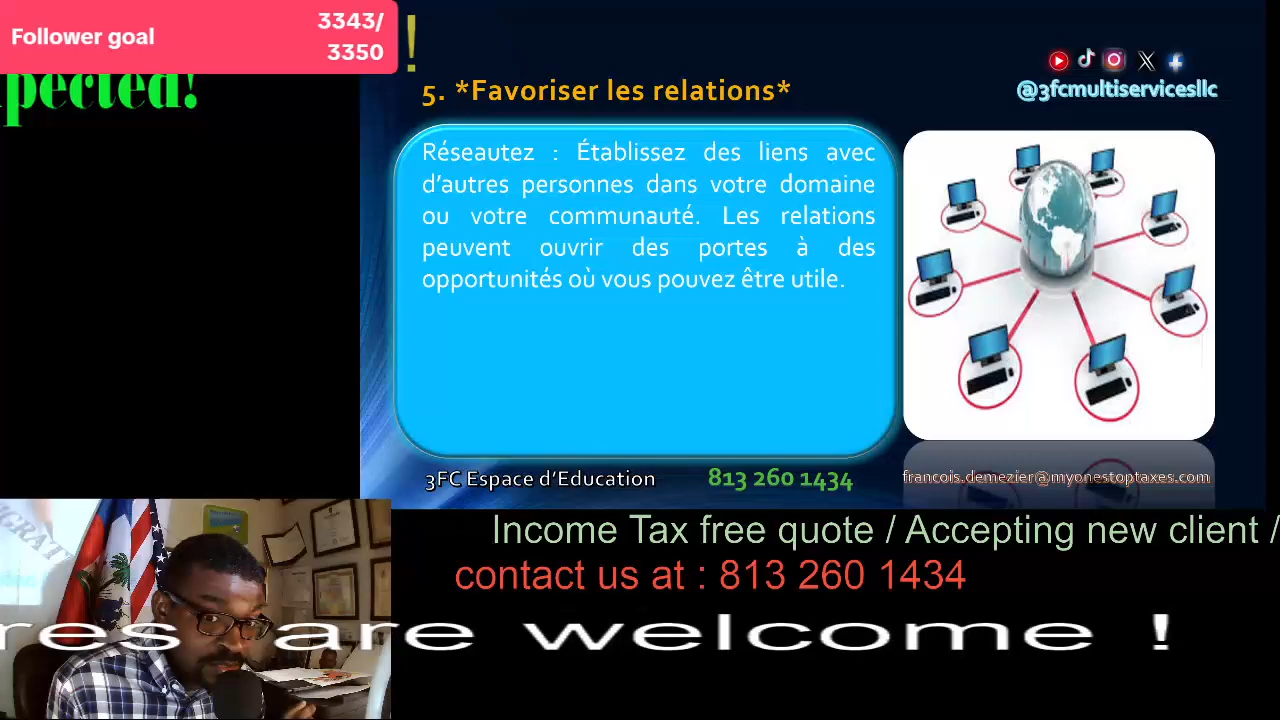 Follower goal
3343/
3350
!
pected!
@3fcmultiservicesllc
5. *Favoriser les relations*
Réseautez : Établissez des liens avec
d’autres personnes dans votre domaine
ou votre communauté. Les relations
peuvent ouvrir des portes à des
opportunités où vous pouvez être utile.
3FC Espace d’Education
813 260 1434
francois.demezier@myonestoptaxes.com
Income Tax free quote / Accepting new client /
contact us at : 813 260 1434
res are welcome !